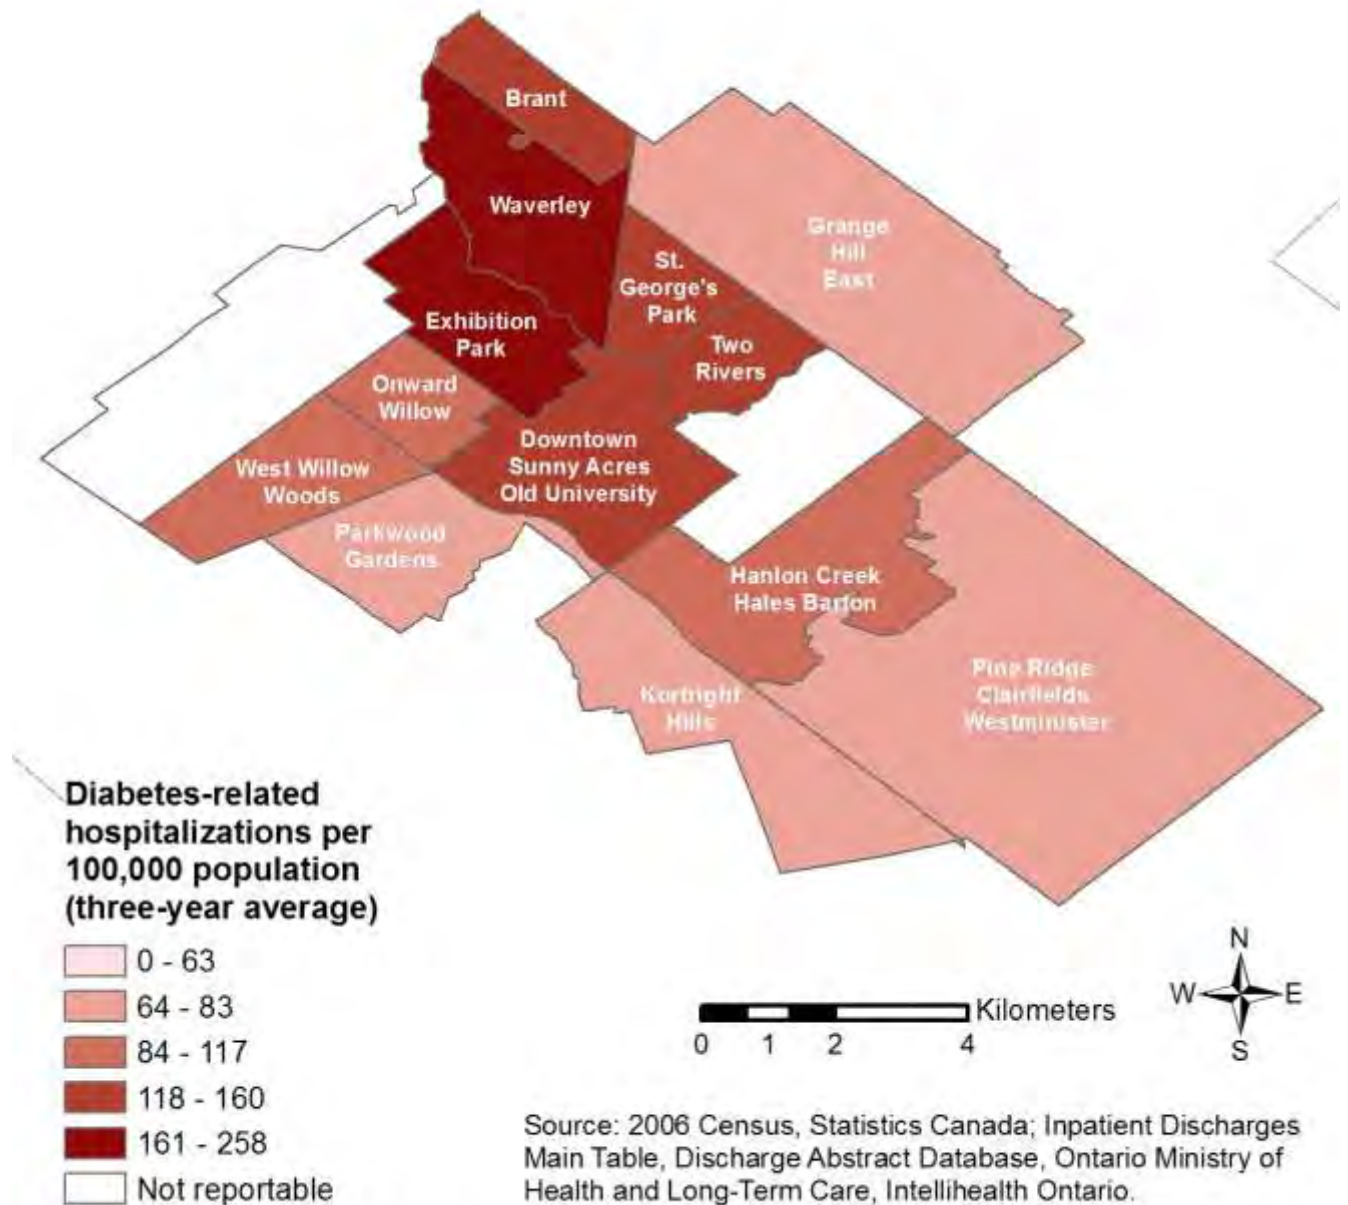 Brant
Waverley
Grange
Hill
East
St.
George's
Park
Exhibition
Park
Two
Rivers
Onward
Willow
Downtown
Sunny Acres
Old University
West Willow
Woods
Parkwood
Gardens
Hanlon Creek
Hales Barton
Kortright
Hills
Pine Ridge
Clairfields
Westminister
Diabetes-related
hospitalizations per
100,000 population
(three-year average)
0 - 63
64 - 83
84 - 117
118 - 160
161 - 258
Not reportable
Kilometers
0 1 2 4
N
W E
S
Source: 2006 Census, Statistics Canada; Inpatient Discharges
Main Table, Discharge Abstract Database, Ontario Ministry of
Health and Long-Term Care, Intellihealth Ontario.